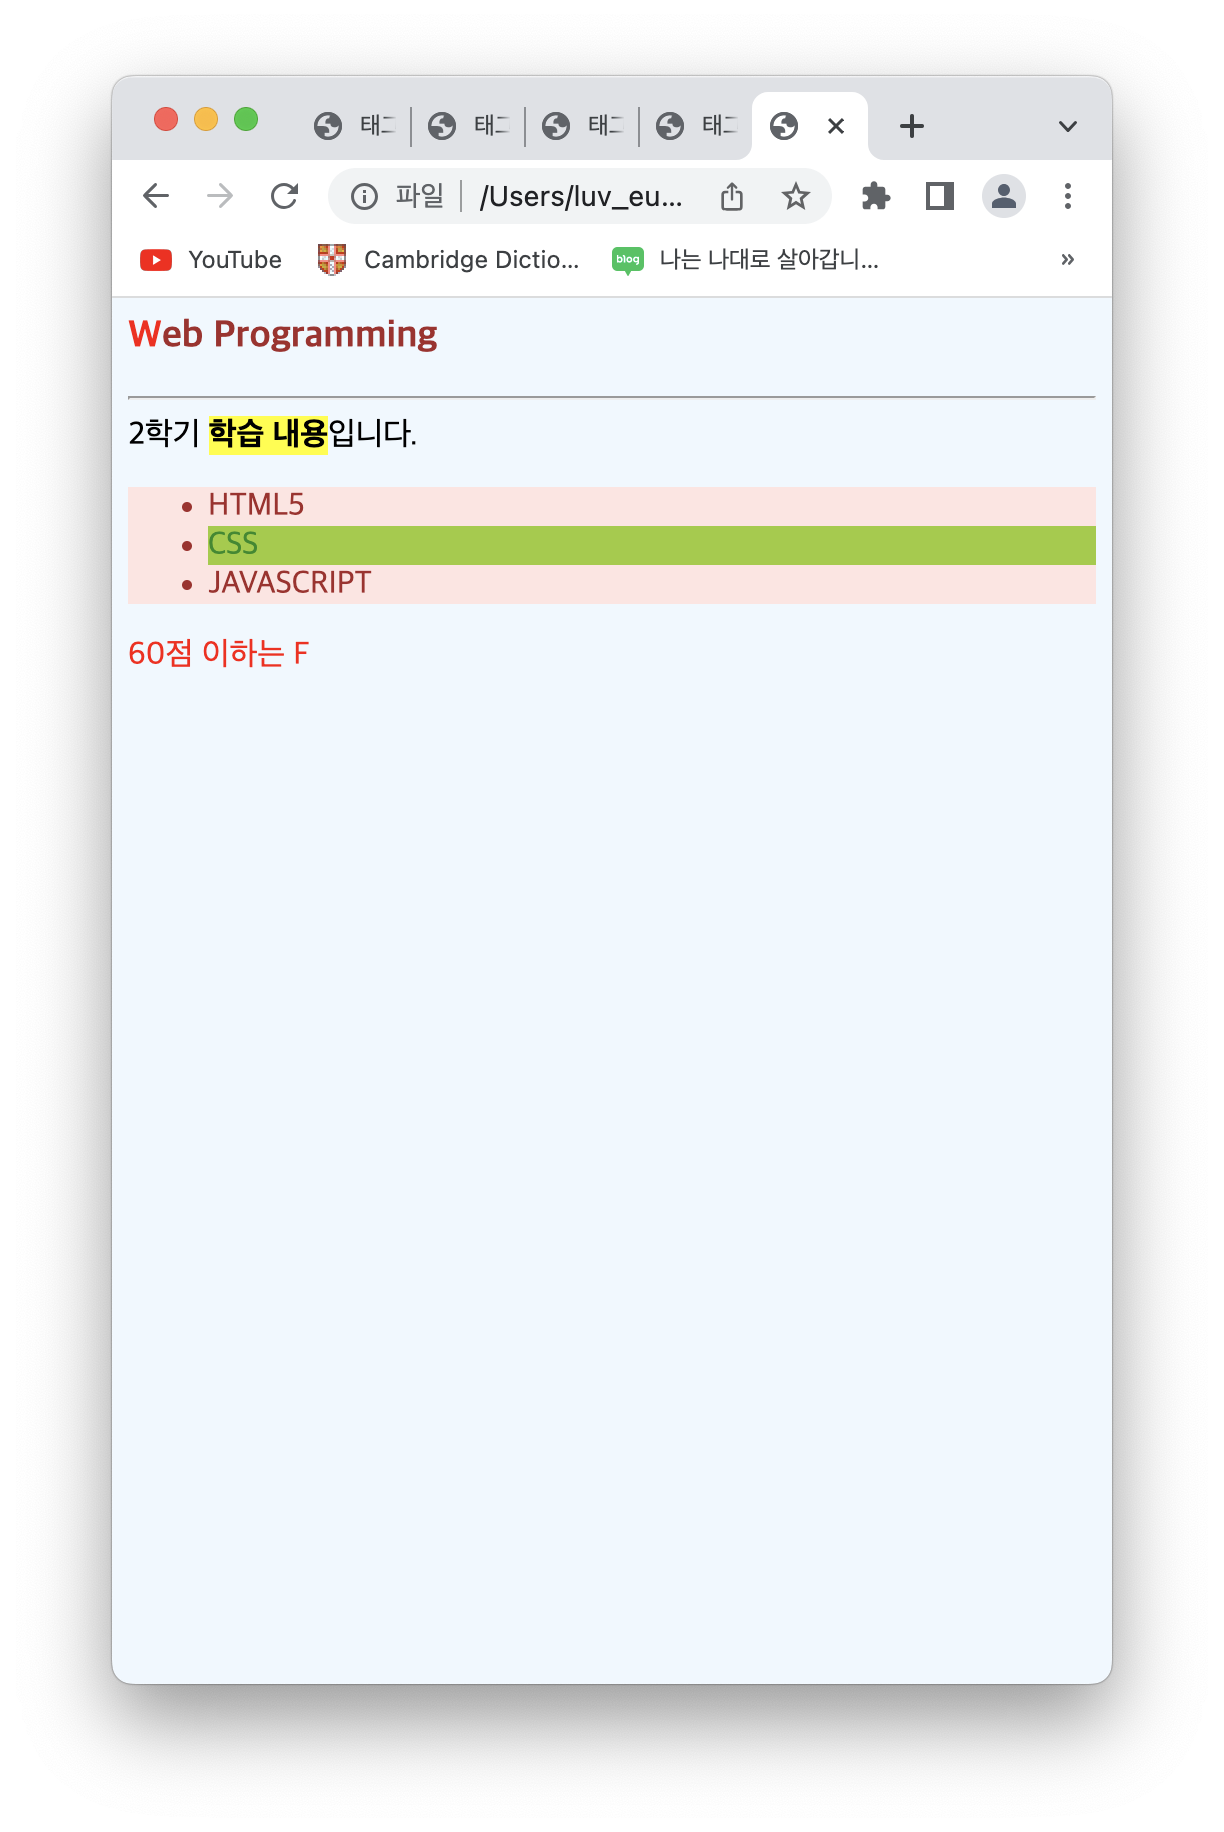 태그
태그
태그
태그
파일 /Users/luv_eu...
YouTube
Cambridge Dictio...
blog
나는 나대로 살아갑니...
Web Programming
2학기 학습 내용입니다.
HTML5
CSS
JAVASCRIPT
60점 이하는 F